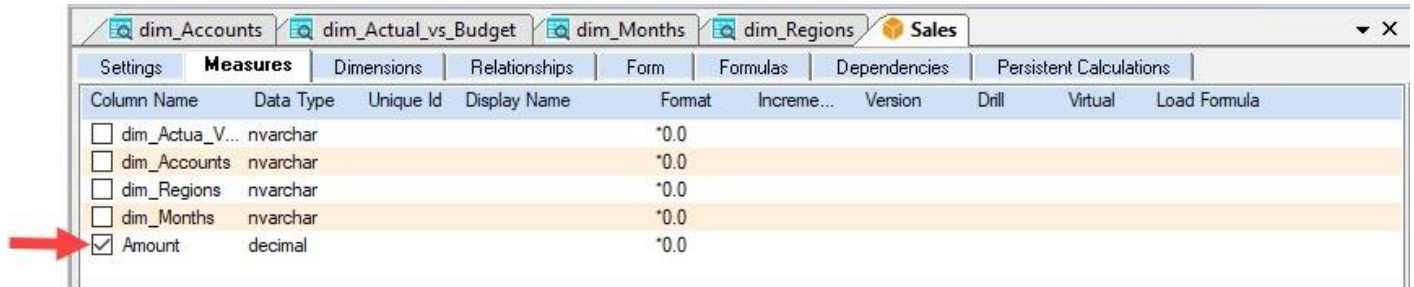 dim_Accounts dim_Actual_vs_Budget dim_Months dim_Regions Sales
Settings Measures Dimensions Relationships Form Formulas Dependencies Persistent Calculations
Column Name Data Type Unique Id Display Name Format Increme... Version Drill Virtual Load Formula
dim_Actua_V... nvarchar *0.0
dim_Accounts nvarchar *0.0
dim_Regions nvarchar *0.0
dim_Months nvarchar *0.0
Amount decimal *0.0